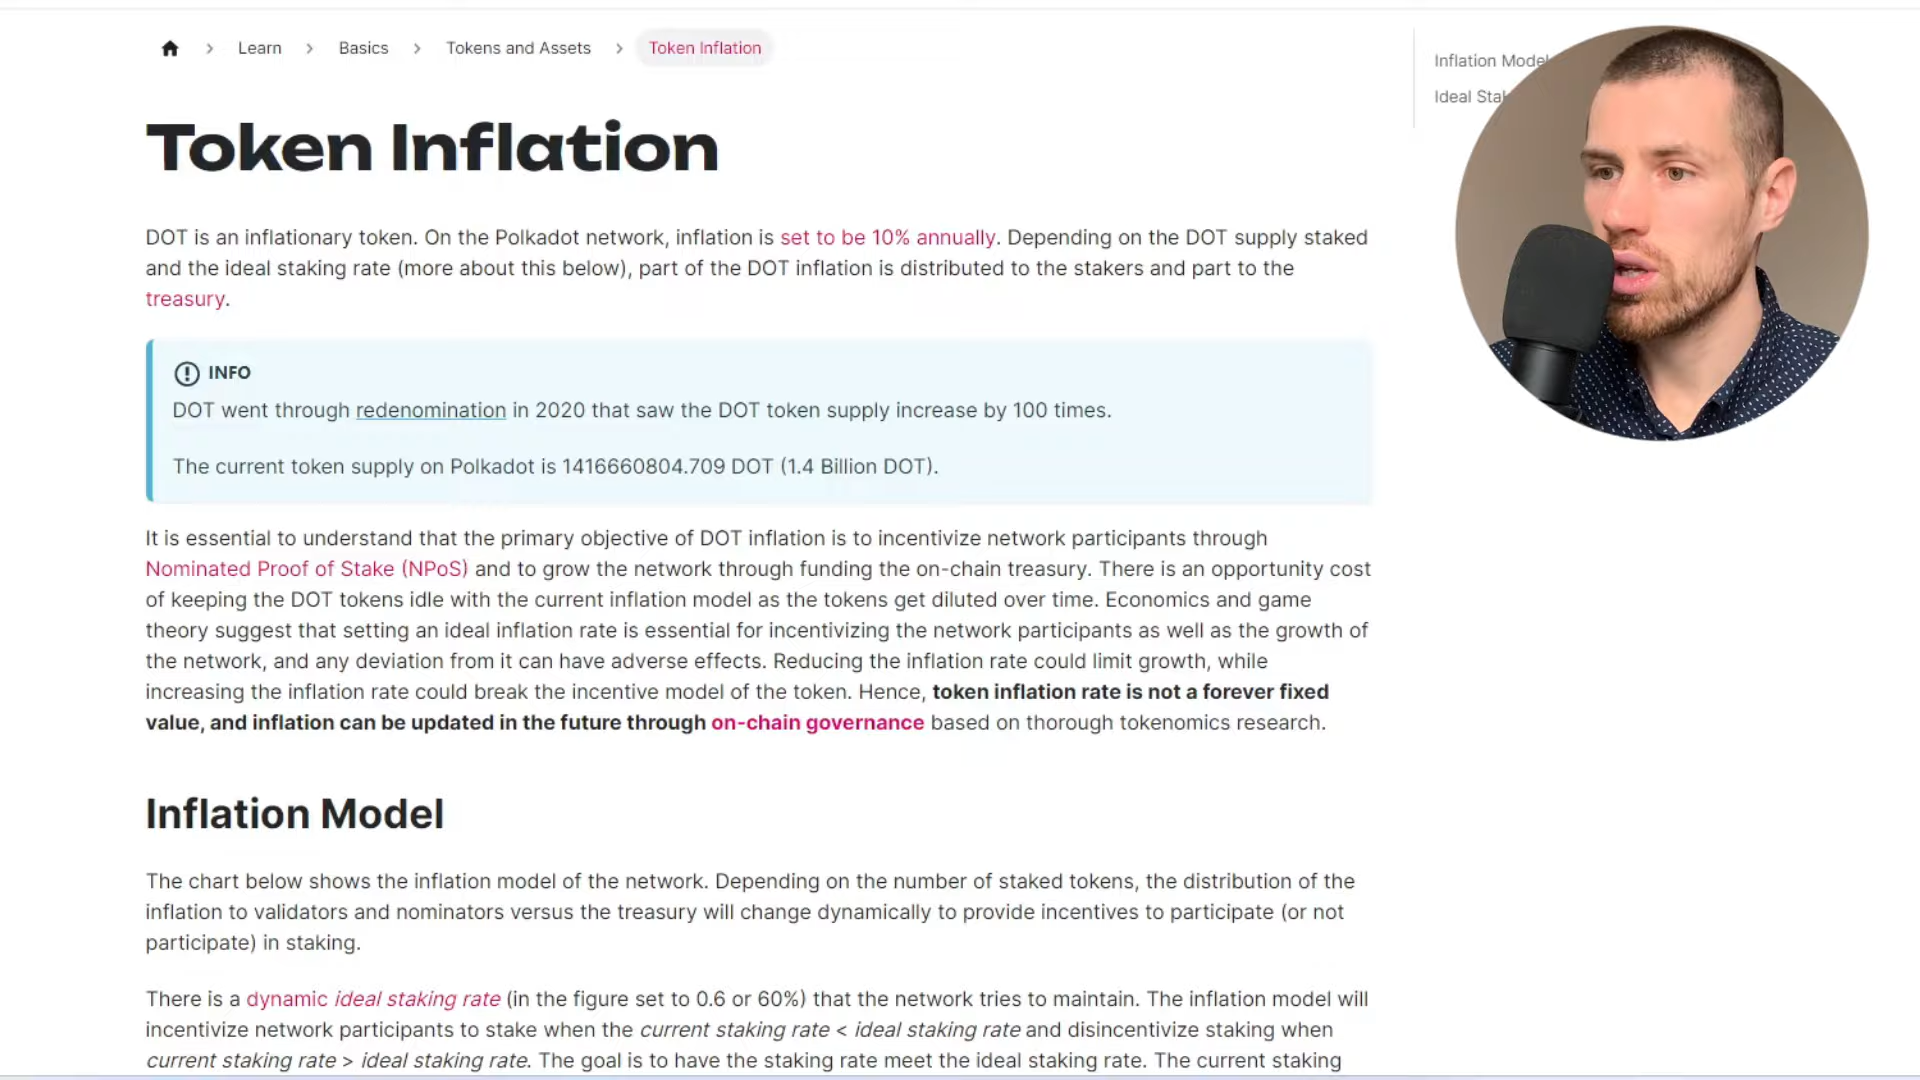 Learn > Basics > Tokens and Assets > Token Inflation
Inflation Model
Ideal
Token Inflation
DOT is an inflationary token. On the Polkadot network, inflation is set to be 10% annually. Depending on the DOT supply staked
and the ideal staking rate (more about this below), part of the DOT inflation is distributed to the stakers and part to the
treasury.
INFO
DOT went through redenomination in 2020 that saw the DOT token supply increase by 100 times.
The current token supply on Polkadot is 1416660804.709 DOT (1.4 Billion DOT).
It is essential to understand that the primary objective of DOT inflation is to incentivize network participants through
Nominated Proof of Stake (NPoS) and to grow the network through funding the on-chain treasury. There is an opportunity cost
of keeping the DOT tokens idle with the current inflation model as the tokens get diluted over time. Economics and game
theory suggest that setting an ideal inflation rate is essential for incentivizing the network participants as well as the growth of
the network, and any deviation from it can have adverse effects. Reducing the inflation rate could limit growth, while
increasing the inflation rate could break the incentive model of the token. Hence, token inflation rate is not a forever fixed
value, and inflation can be updated in the future through on-chain governance based on thorough tokenomics research.
Inflation Model
The chart below shows the inflation model of the network. Depending on the number of staked tokens, the distribution of the
inflation to validators and nominators versus the treasury will change dynamically to provide incentives to participate (or not
participate) in staking.
There is a dynamic ideal staking rate (in the figure set to 0.6 or 60%) that the network tries to maintain. The inflation model will
incentivize network participants to stake when the current staking rate < ideal staking rate and disincentivize staking when
current staking rate > ideal staking rate. The goal is to have the staking rate meet the ideal staking rate. The current staking